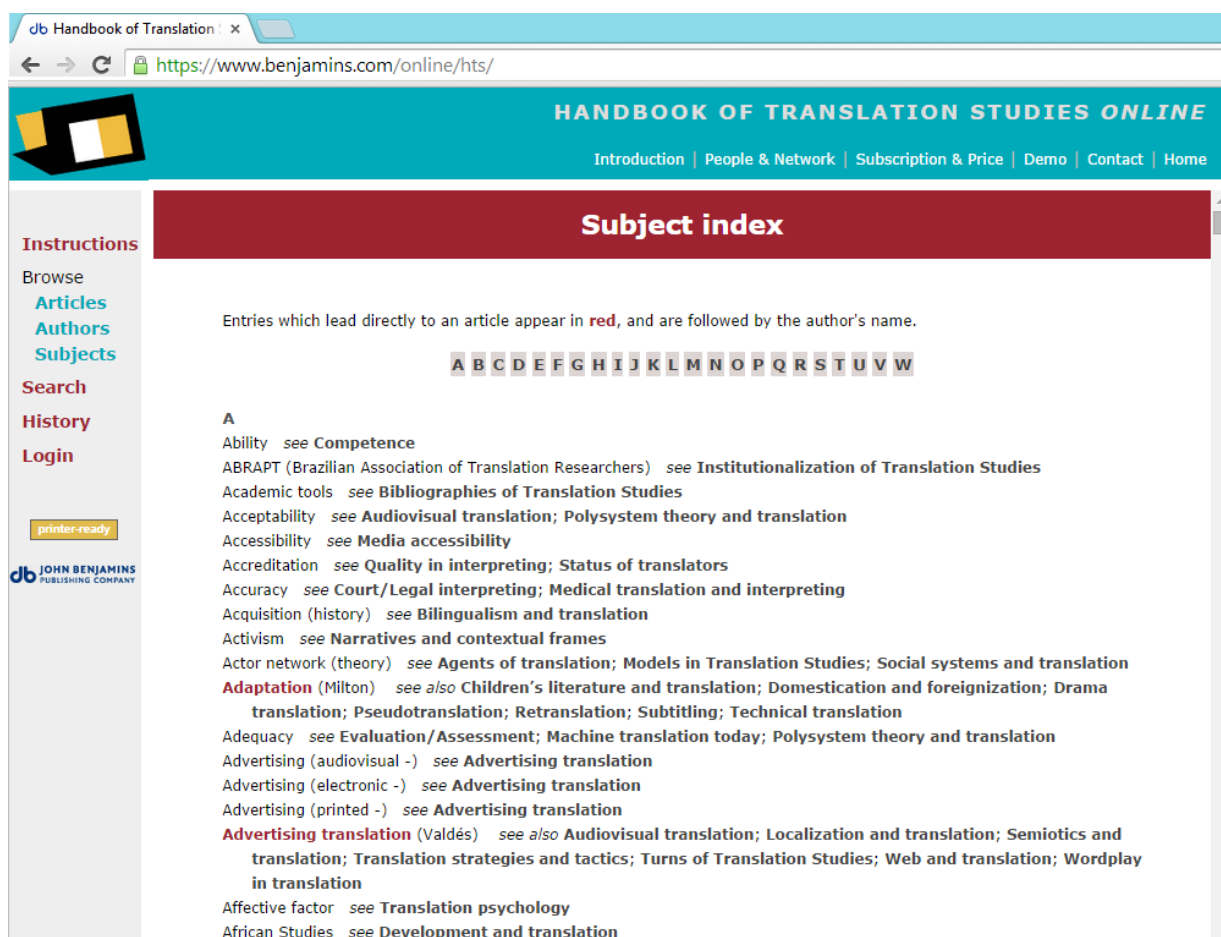 db Handbook of Translation S ×
https://www.benjamins.com/online/hts/
HANDBOOK OF TRANSLATION STUDIES ONLINE
Introduction | People & Network | Subscription & Price | Demo | Contact | Home
Subject index
Instructions
Browse
Articles
Authors
Subjects
Search
History
Login
printer-ready
db JOHN BENJAMINS
PUBLISHING COMPANY
Entries which lead directly to an article appear in red, and are followed by the author's name.
A B C D E F G H I J K L M N O P Q R S T U V W
A
Ability see Competence
ABRAPT (Brazilian Association of Translation Researchers) see Institutionalization of Translation Studies
Academic tools see Bibliographies of Translation Studies
Acceptability see Audiovisual translation; Polysystem theory and translation
Accessibility see Media accessibility
Accreditation see Quality in interpreting; Status of translators
Accuracy see Court/Legal interpreting; Medical translation and interpreting
Acquisition (history) see Bilingualism and translation
Activism see Narratives and contextual frames
Actor network (theory) see Agents of translation; Models in Translation Studies; Social systems and translation
Adaptation (Milton) see also Children's literature and translation; Domestication and foreignization; Drama
translation; Pseudotranslation; Retranslation; Subtitling; Technical translation
Adequacy see Evaluation/Assessment; Machine translation today; Polysystem theory and translation
Advertising (audiovisual -) see Advertising translation
Advertising (electronic -) see Advertising translation
Advertising (printed -) see Advertising translation
Advertising translation (Valdés) see also Audiovisual translation; Localization and translation; Semiotics and
translation; Translation strategies and tactics; Turns of Translation Studies; Web and translation; Wordplay
in translation
Affective factor see Translation psychology
African Studies see Development and translation